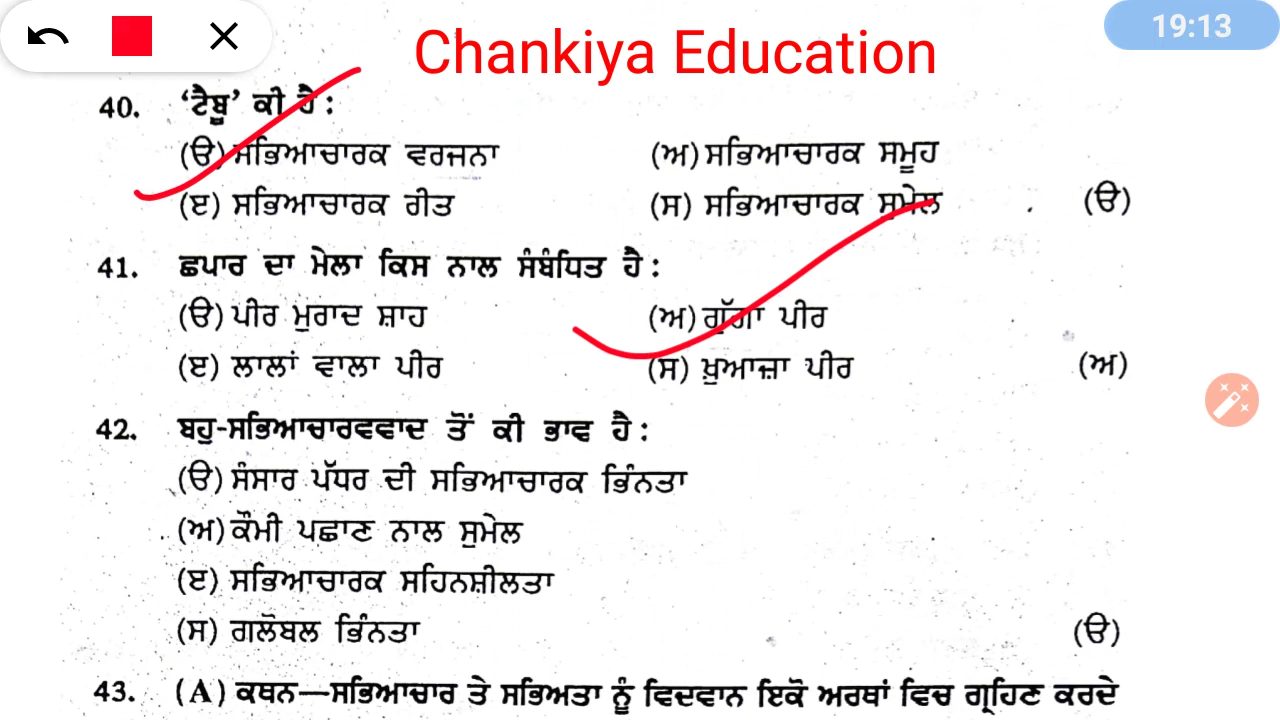 19:13
Chankiya Education
40. ‘ਟੈਬੂ’ ਕੀ ਹੈ :
(ੳ) ਸਭਿਆਚਾਰਕ ਵਰਜਨਾ (ਅ) ਸਭਿਆਚਾਰਕ ਸਮੂਹ
(ੲ) ਸਭਿਆਚਾਰਕ ਰੀਤ (ਸ) ਸਭਿਆਚਾਰਕ ਸੁਮੇਲ (ੳ)
41. ਛਪਾਰ ਦਾ ਮੇਲਾ ਕਿਸ ਨਾਲ ਸੰਬੰਧਿਤ ਹੈ :
(ੳ) ਪੀਰ ਮੁਰਾਦ ਸ਼ਾਹ (ਅ) ਗੁੱਗਾ ਪੀਰ
(ੲ) ਲਾਲਾਂ ਵਾਲਾ ਪੀਰ (ਸ) ਖ਼ੁਆਜ਼ਾ ਪੀਰ (ਅ)
42. ਬਹੁ-ਸਭਿਆਚਾਰਵਵਾਦ ਤੋਂ ਕੀ ਭਾਵ ਹੈ :
(ੳ) ਸੰਸਾਰ ਪੱਧਰ ਦੀ ਸਭਿਆਚਾਰਕ ਭਿੰਨਤਾ
(ਅ) ਕੌਮੀ ਪਛਾਣ ਨਾਲ ਸੁਮੇਲ
(ੲ) ਸਭਿਆਚਾਰਕ ਸਹਿਨਸ਼ੀਲਤਾ
(ਸ) ਗਲੋਬਲ ਭਿੰਨਤਾ (ੳ)
43. (A) ਕਥਨ—ਸਭਿਆਚਾਰ ਤੇ ਸਭਿਅਤਾ ਨੂੰ ਵਿਦਵਾਨ ਇਕੋ ਅਰਥਾਂ ਵਿਚ ਗ੍ਰਹਿਣ ਕਰਦੇ